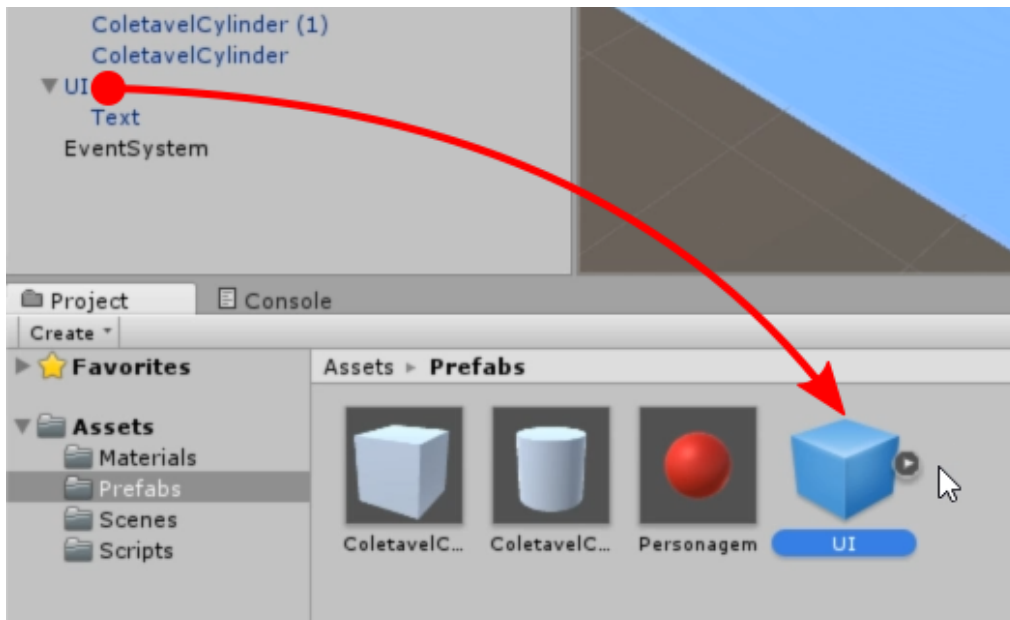 ColetavelCylinder (1)
ColetavelCylinder
UI
Text
EventSystem
Project
Console
Create
Favorites
Assets
Materials
Prefabs
Scenes
Scripts
Assets Prefabs
ColetavelC...
ColetavelC...
Personagem
UI